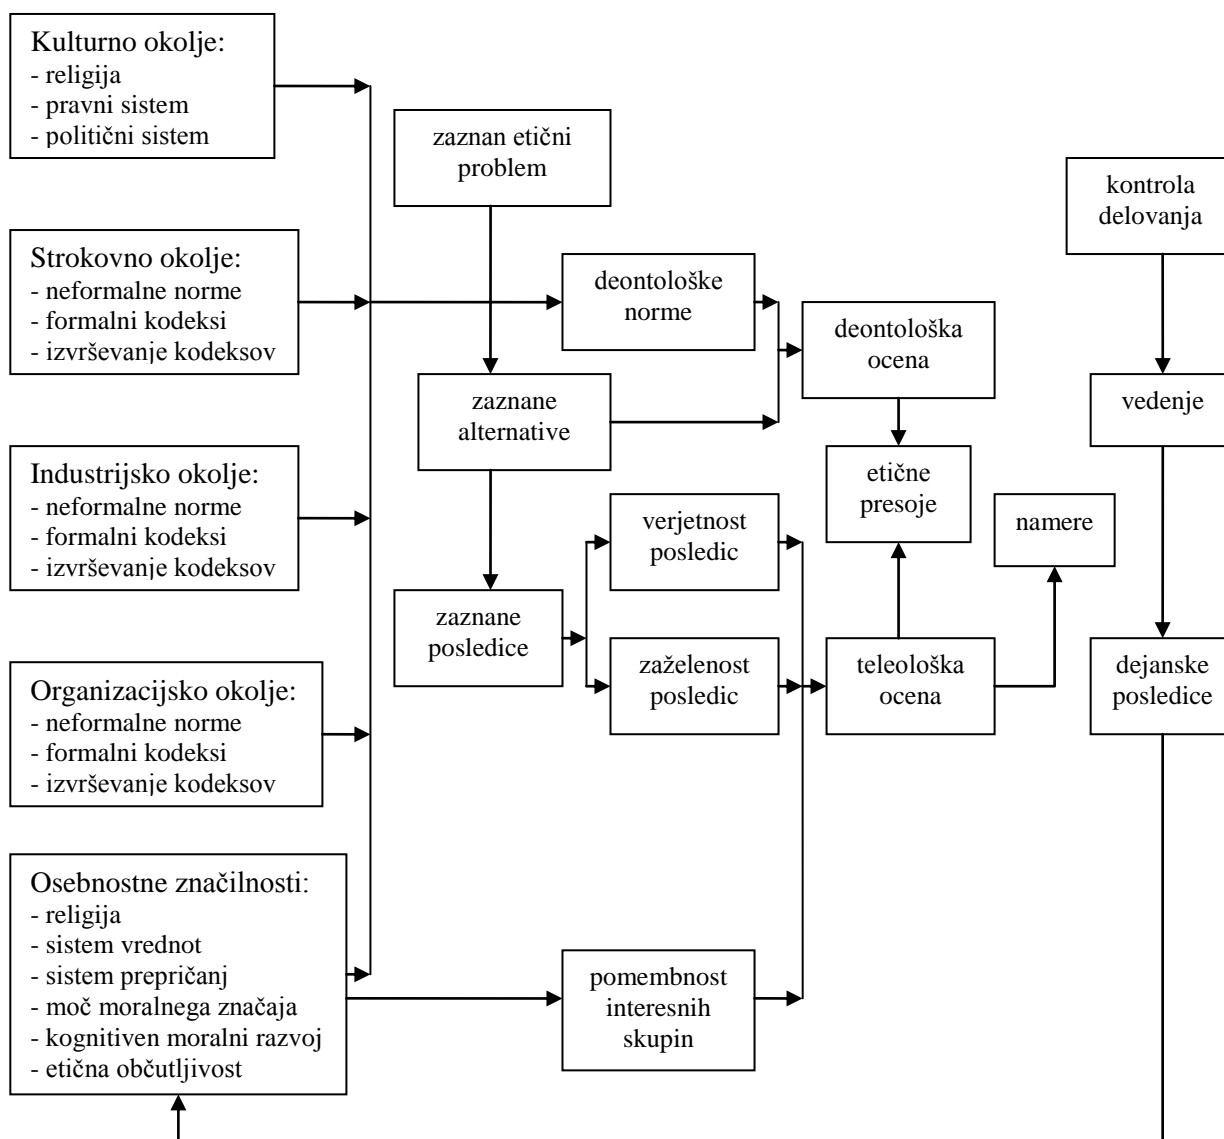 Kulturno okolje:
- religija
- pravni sistem
- politični sistem
zaznan etični
problem
kontrola
delovanja
Strokovno okolje:
- neformalne norme
- formalni kodeksi
- izvrševanje kodeksov
deontološke
norme
deontološka
ocena
zaznane
alternative
vedenje
Industrijsko okolje:
- neformalne norme
- formalni kodeksi
- izvrševanje kodeksov
etične
presoje
verjetnost
posledic
namere
zaznane
posledice
zaželenost
posledic
teleološka
ocena
dejanske
posledice
Organizacijsko okolje:
- neformalne norme
- formalni kodeksi
- izvrševanje kodeksov
Osebnostne značilnosti:
- religija
- sistem vrednot
- sistem prepričanj
- moč moralnega značaja
- kognitiven moralni razvoj
- etična občutljivost
pomembnost
interesnih
skupin